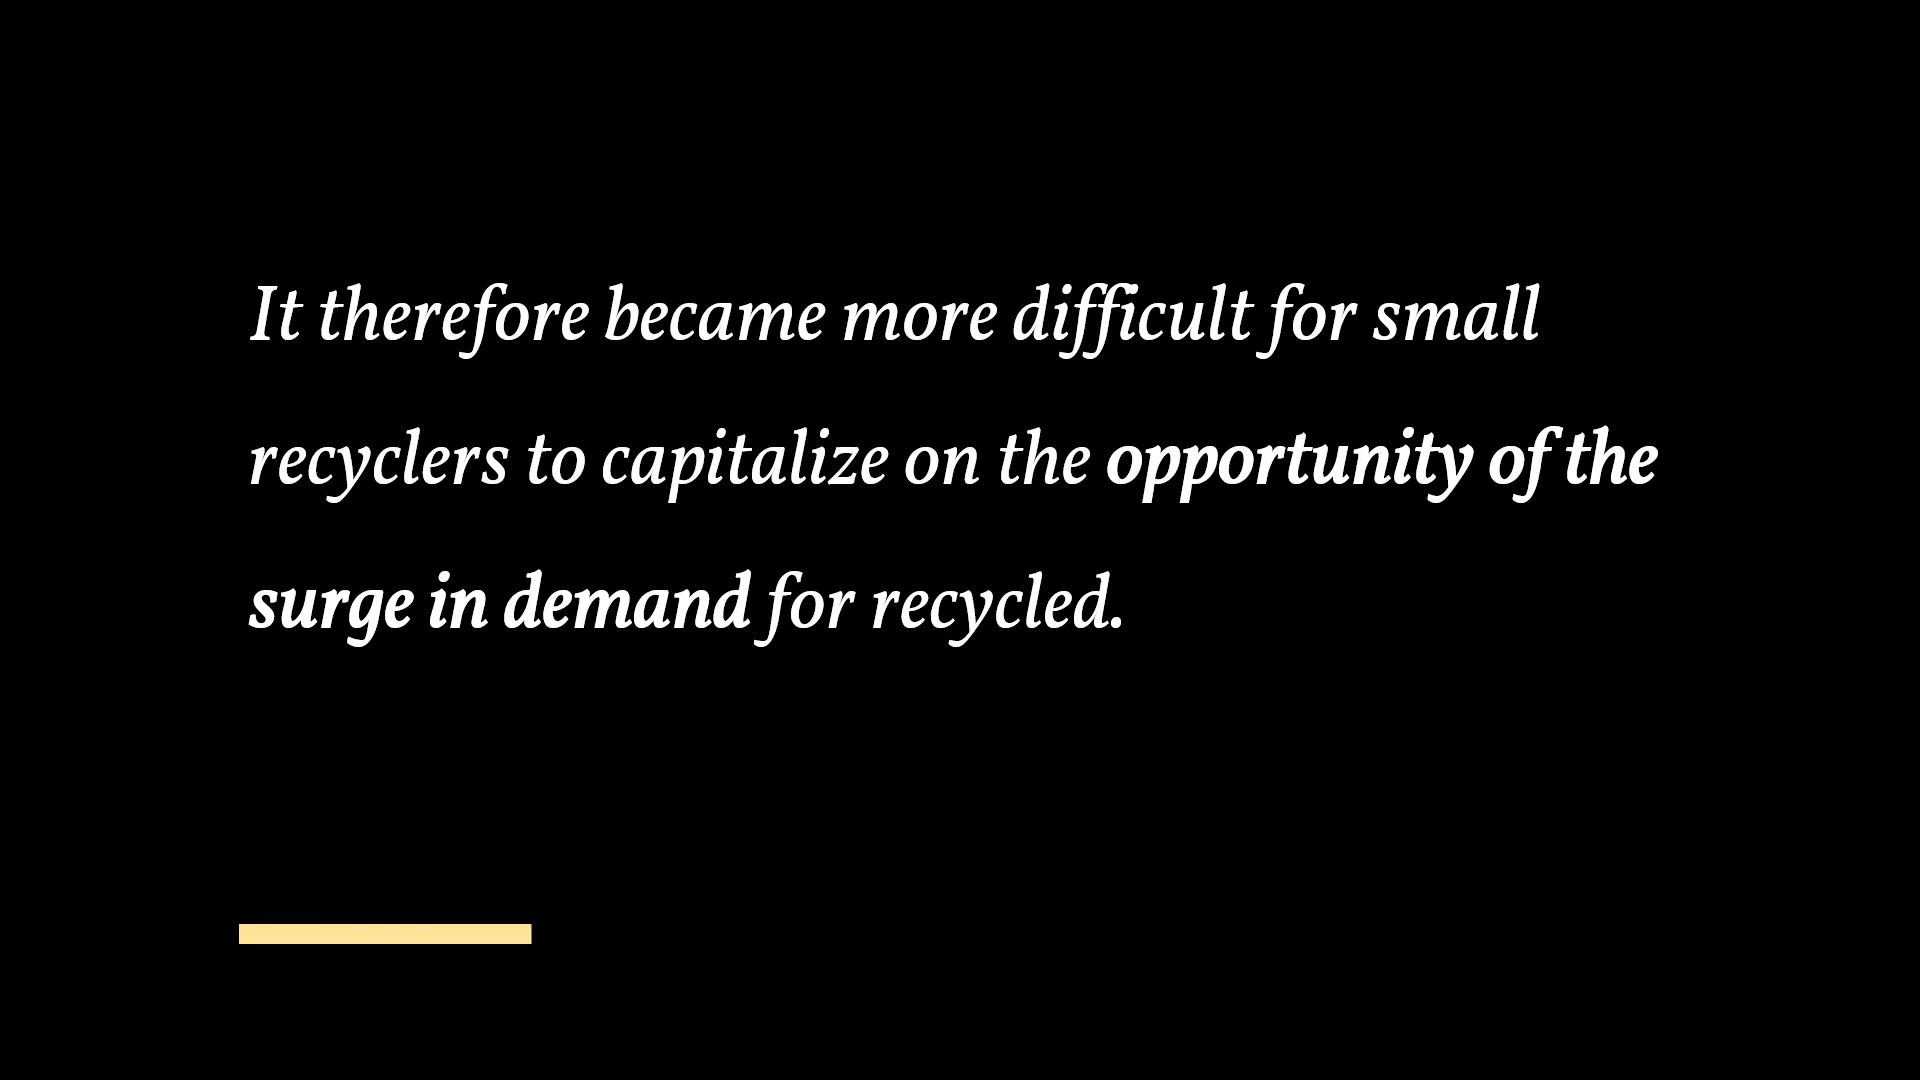 It therefore became more difficult for small
recyclers to capitalize on the opportunity of the
surge in demand for recycled.